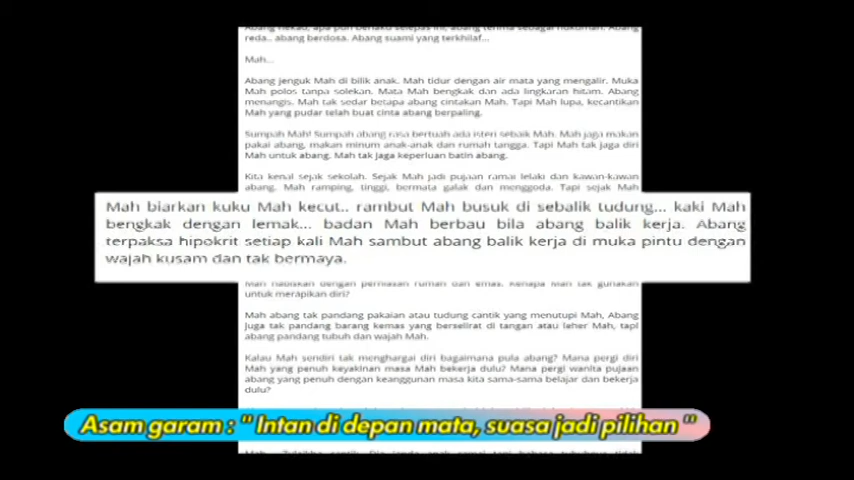 Abang nekad, apa pun berlaku selepas ini, abang terima sebagai hukuman. Abang
reda.. abang berdosa. Abang suami yang terkhilaf...
Mah...
Abang jenguk Mah di bilik anak. Mah tidur dengan air mata yang mengalir. Muka
Mah polos tanpa solekan. Mata Mah bengkak dan ada lingkaran hitam. Abang
menangis. Mah tak sedar betapa abang cintakan Mah. Tapi Mah lupa, kecantikan
Mah yang pudar telah buat cinta abang berpaling.
Sumpah Mah! Sumpah abang rasa bertuah ada isteri sebaik Mah. Mah jaga makan
pakai abang, makan minum anak-anak dan rumah tangga. Tapi Mah tak jaga diri
Mah untuk abang. Mah tak jaga keperluan batin abang.
Kita kenal sejak sekolah. Sejak Mah jadi pujaan ramai lelaki dan kawan-kawan
abang. Mah ramping, tinggi, bermata galak dan menggoda. Tapi sejak Mah
Mah biarkan kuku Mah kecut.. rambut Mah busuk di sebalik tudung... kaki Mah
bengkak dengan lemak... badan Mah berbau bila abang balik kerja. Abang
terpaksa hipokrit setiap kali Mah sambut abang balik kerja di muka pintu dengan
wajah kusam dan tak bermaya.
Mah habiskan dengan perhiasan rumah dan emas. Kenapa Mah tak gunakan
untuk merapikan diri?
Mah abang tak pandang pakaian atau tudung cantik yang menutupi Mah, Abang
juga tak pandang barang kemas yang berselirat di tangan atau leher Mah, tapi
abang pandang tubuh dan wajah Mah.
Kalau Mah sendiri tak menghargai diri bagaimana pula abang? Mana pergi diri
Mah yang penuh keyakinan masa Mah bekerja dulu? Mana pergi wanita pujaan
abang yang penuh dengan keanggunan masa kita sama-sama belajar dan bekerja
dulu?
Asam garam : " Intan di depan mata, suasa jadi pilihan "